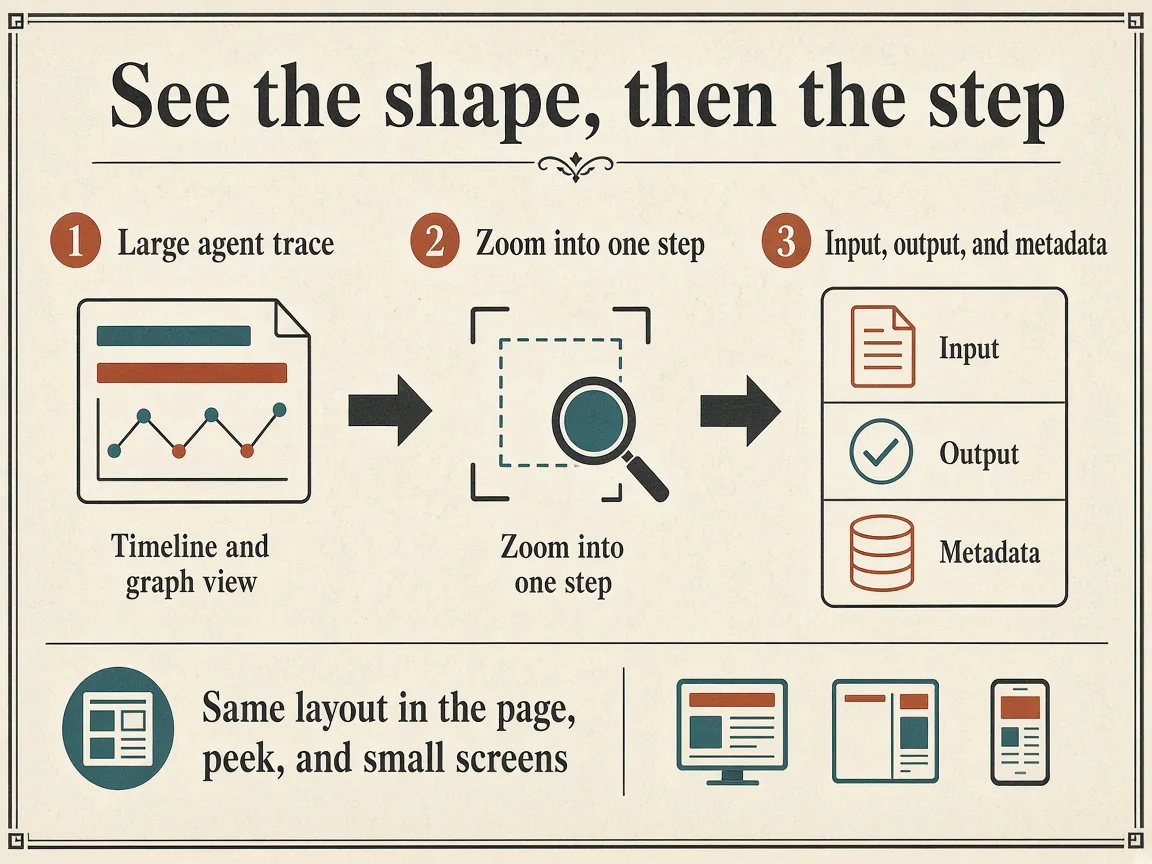 See the shape, then the step
1 Large agent trace
2 Zoom into one step
3 Input, output, and metadata
Timeline and
graph view
Zoom into
one step
Input
Output
Metadata
Same layout in the page,
peek, and small screens